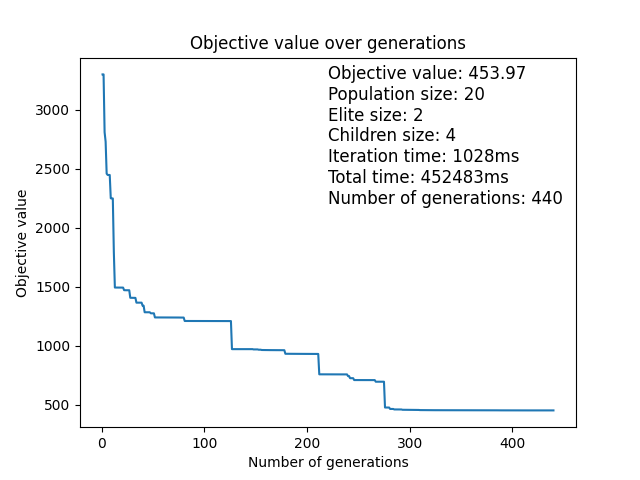 Objective value over generations
Objective value: 453.97
Population size: 20
Elite size: 2
Children size: 4
Iteration time: 1028ms
Total time: 452483ms
Number of generations: 440
Objective value
3000
2500
2000
1500
1000
500
0 100 200 300 400
Number of generations